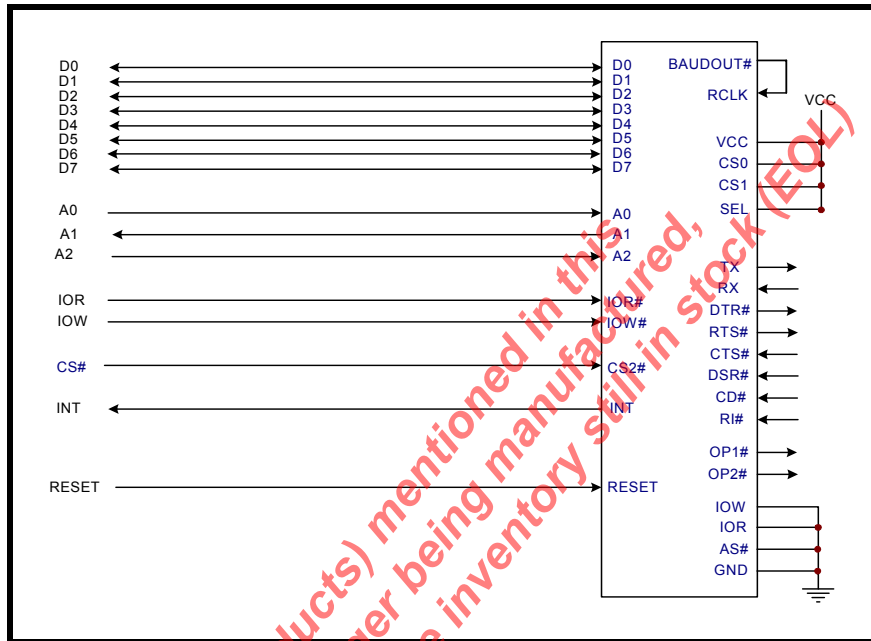 D0 D0 BAUDOUT#
D1 D1
D2 D2 RCLK
D3 D3 VCC
D4 D4
D5 D5 VCC
D6 D6 CS0
D7 D7
CS1
A0 A0 SEL
A1 A1
A2 A2
TX
RX
IOR IOR# DTR#
IOW IOW# RTS#
CTS#
CS# CS2# DSR#
CD#
INT INT RI#
OP1#
OP2#
RESET RESET
IOW
IOR
AS#
GND
ducts) mentioned in this
ger being manufactured,
e inventory still in stock (EOL)